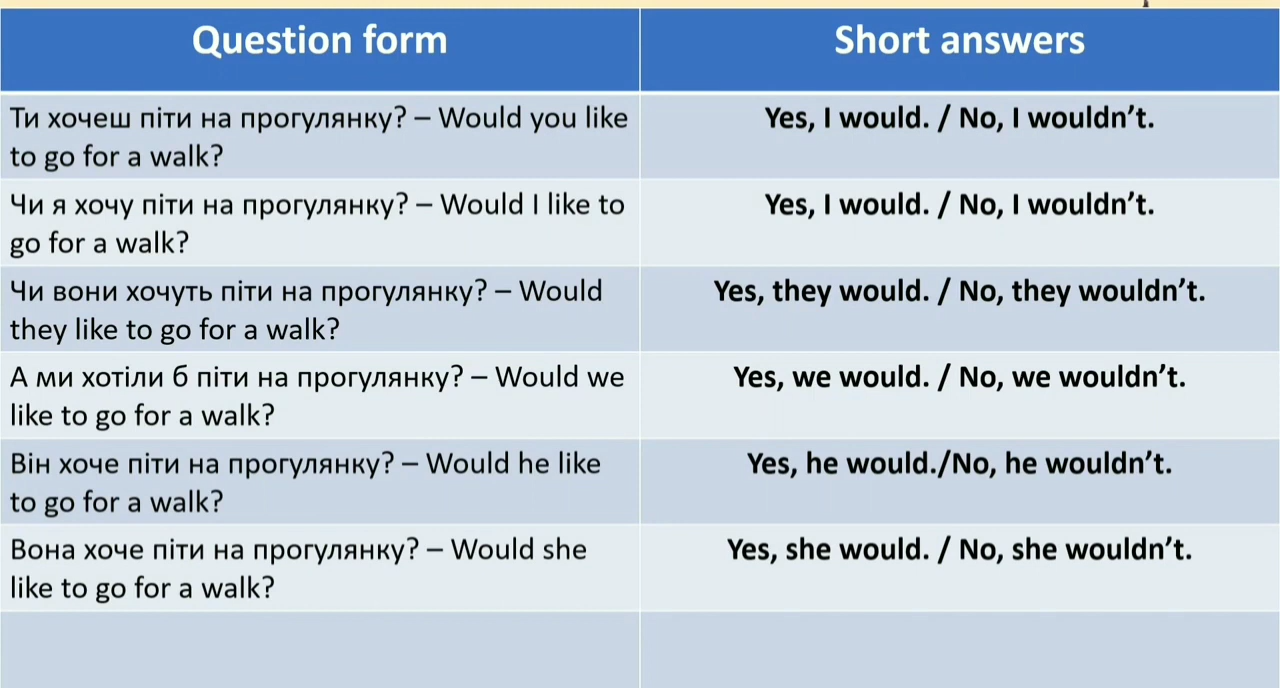 Question form
Short answers
Ти хочеш піти на прогулянку? – Would you like
to go for a walk?
Yes, I would. / No, I wouldn’t.
Чи я хочу піти на прогулянку? – Would I like to
go for a walk?
Yes, I would. / No, I wouldn’t.
Чи вони хочуть піти на прогулянку? – Would
they like to go for a walk?
Yes, they would. / No, they wouldn’t.
А ми хотіли б піти на прогулянку? – Would we
like to go for a walk?
Yes, we would. / No, we wouldn’t.
Він хоче піти на прогулянку? – Would he like
to go for a walk?
Yes, he would./No, he wouldn’t.
Вона хоче піти на прогулянку? – Would she
like to go for a walk?
Yes, she would. / No, she wouldn’t.